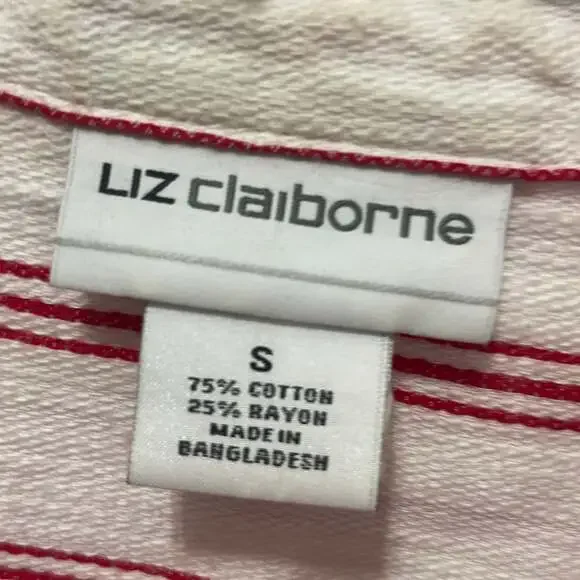 LIZ claiborne
S
75% COTTON
25% RAYON
MADE IN
BANGLADESH